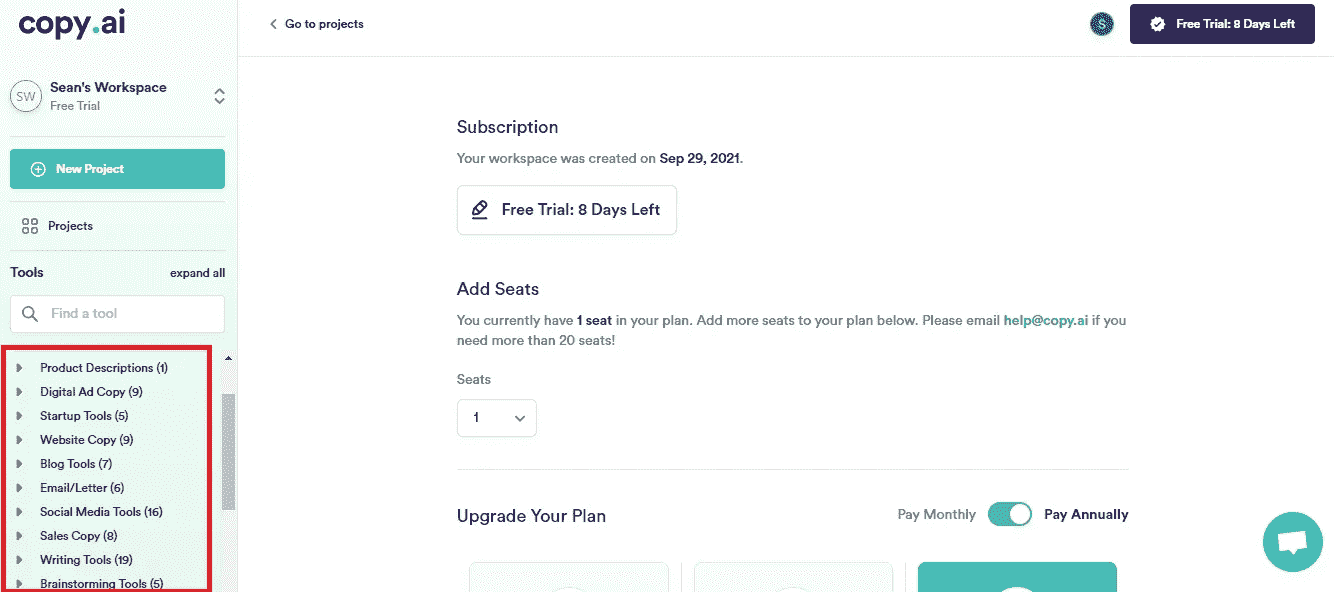 copy.ai
Go to projects
$
Free Trial: 8 Days Left
SW
Sean's Workspace
Free Trial
New Project
Projects
Tools
expand all
Find a tool
Product Descriptions (1)
Digital Ad Copy (9)
Startup Tools (5)
Website Copy (9)
Blog Tools (7)
Email/Letter (6)
Social Media Tools (16)
Sales Copy (8)
Writing Tools (19)
Brainstorming Tools (5)
Subscription
Your workspace was created on Sep 29, 2021.
Free Trial: 8 Days Left
Add Seats
You currently have 1 seat in your plan. Add more seats to your plan below. Please email help@copy.ai if you
need more than 20 seats!
Seats
1
Upgrade Your Plan
Pay Monthly
Pay Annually